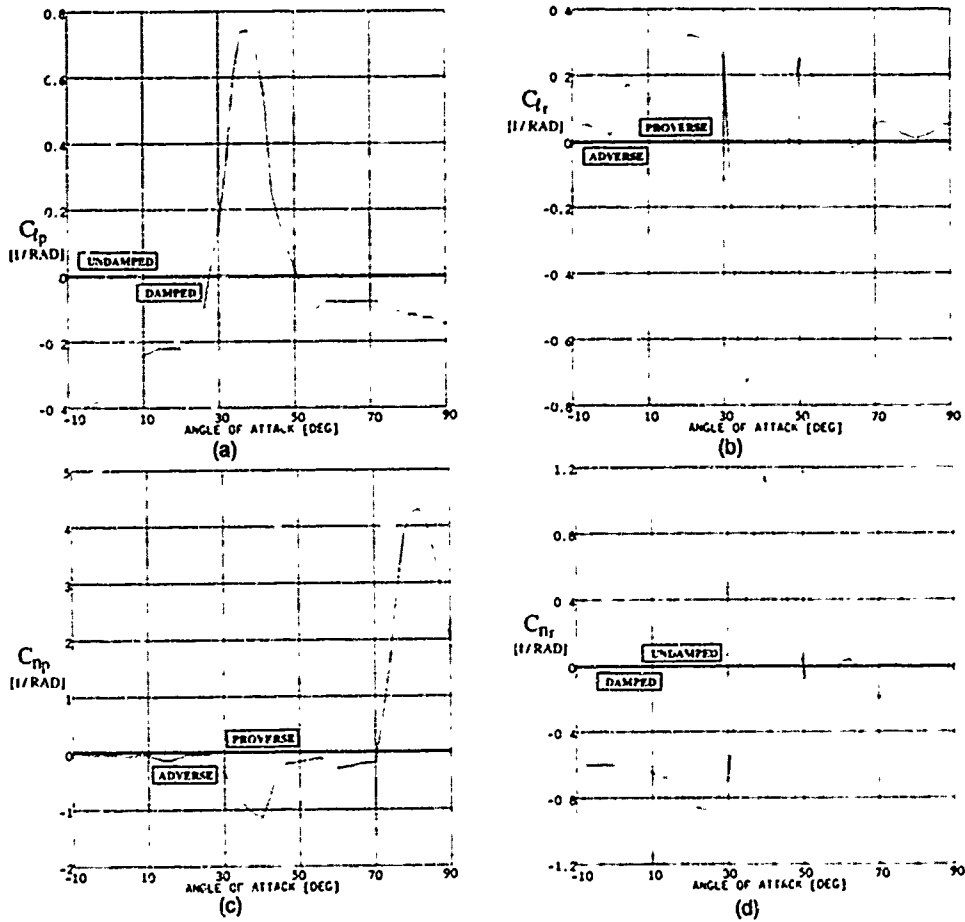 0.8
0.6
0.4
0.2
0
-0 2
-0 4
C_lp
[1/RAD]
UNDAMPED
DAMPED
-10 10 30 50 70 90
ANGLE OF ATTACK [DEG]
(a)
0.4
0.2
0
-0.2
-0.4
-0.6
-0.8
C_lr
[1/RAD]
PROVERSE
ADVERSE
-10 10 30 50 70 90
ANGLE OF ATTACK [DEG]
(b)
5
4
3
2
1
0
-1
-2
C_np
[1/RAD]
PROVERSE
ADVERSE
-10 10 30 50 70 90
ANGLE OF ATTACK [DEG]
(c)
1.2
0.8
0 4
0
-0.4
-0.8
-1.2
C_nr
[1/RAD]
UNDAMPED
DAMPED
-10 10 30 50 70 90
ANGLE OF ATTACK [DEG]
(d)